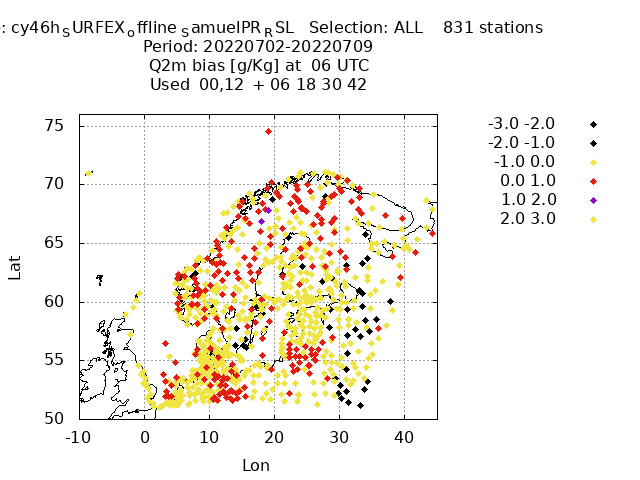 : cy46hSURFEXoffline SamuelPRRSL Selection: ALL 831 stations
Period: 20220702-20220709
Q2m bias [g/Kg] at 06 UTC
Used 00,12 + 06 18 30 42
-3.0 -2.0
-2.0 -1.0
-1.0 0.0
0.0 1.0
1.0 2.0
2.0 3.0
75
70
65
60
55
50
Lat
-10 0 10 20 30 40
Lon